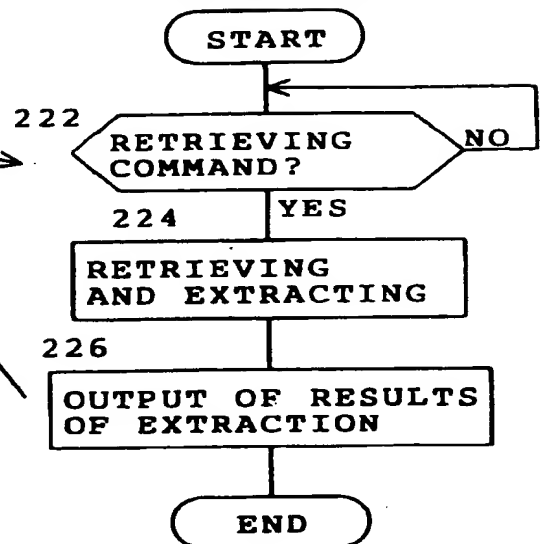 START
222
RETRIEVING
COMMAND?
NO
YES
224
RETRIEVING
AND EXTRACTING
226
OUTPUT OF RESULTS
OF EXTRACTION
END